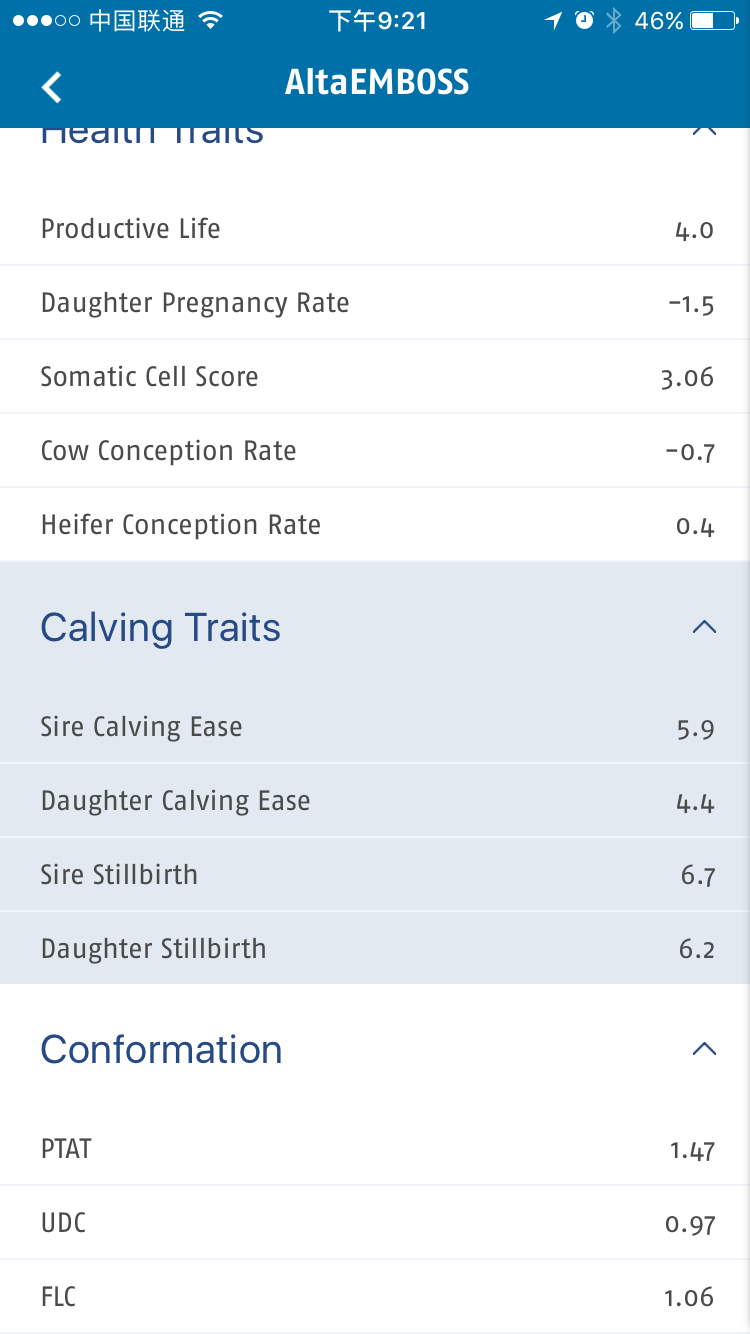 中国联通 下午9:21 46%
AltaEMBOSS
Health Traits
Productive Life 4.0
Daughter Pregnancy Rate -1.5
Somatic Cell Score 3.06
Cow Conception Rate -0.7
Heifer Conception Rate 0.4
Calving Traits
Sire Calving Ease 5.9
Daughter Calving Ease 4.4
Sire Stillbirth 6.7
Daughter Stillbirth 6.2
Conformation
PTAT 1.47
UDC 0.97
FLC 1.06